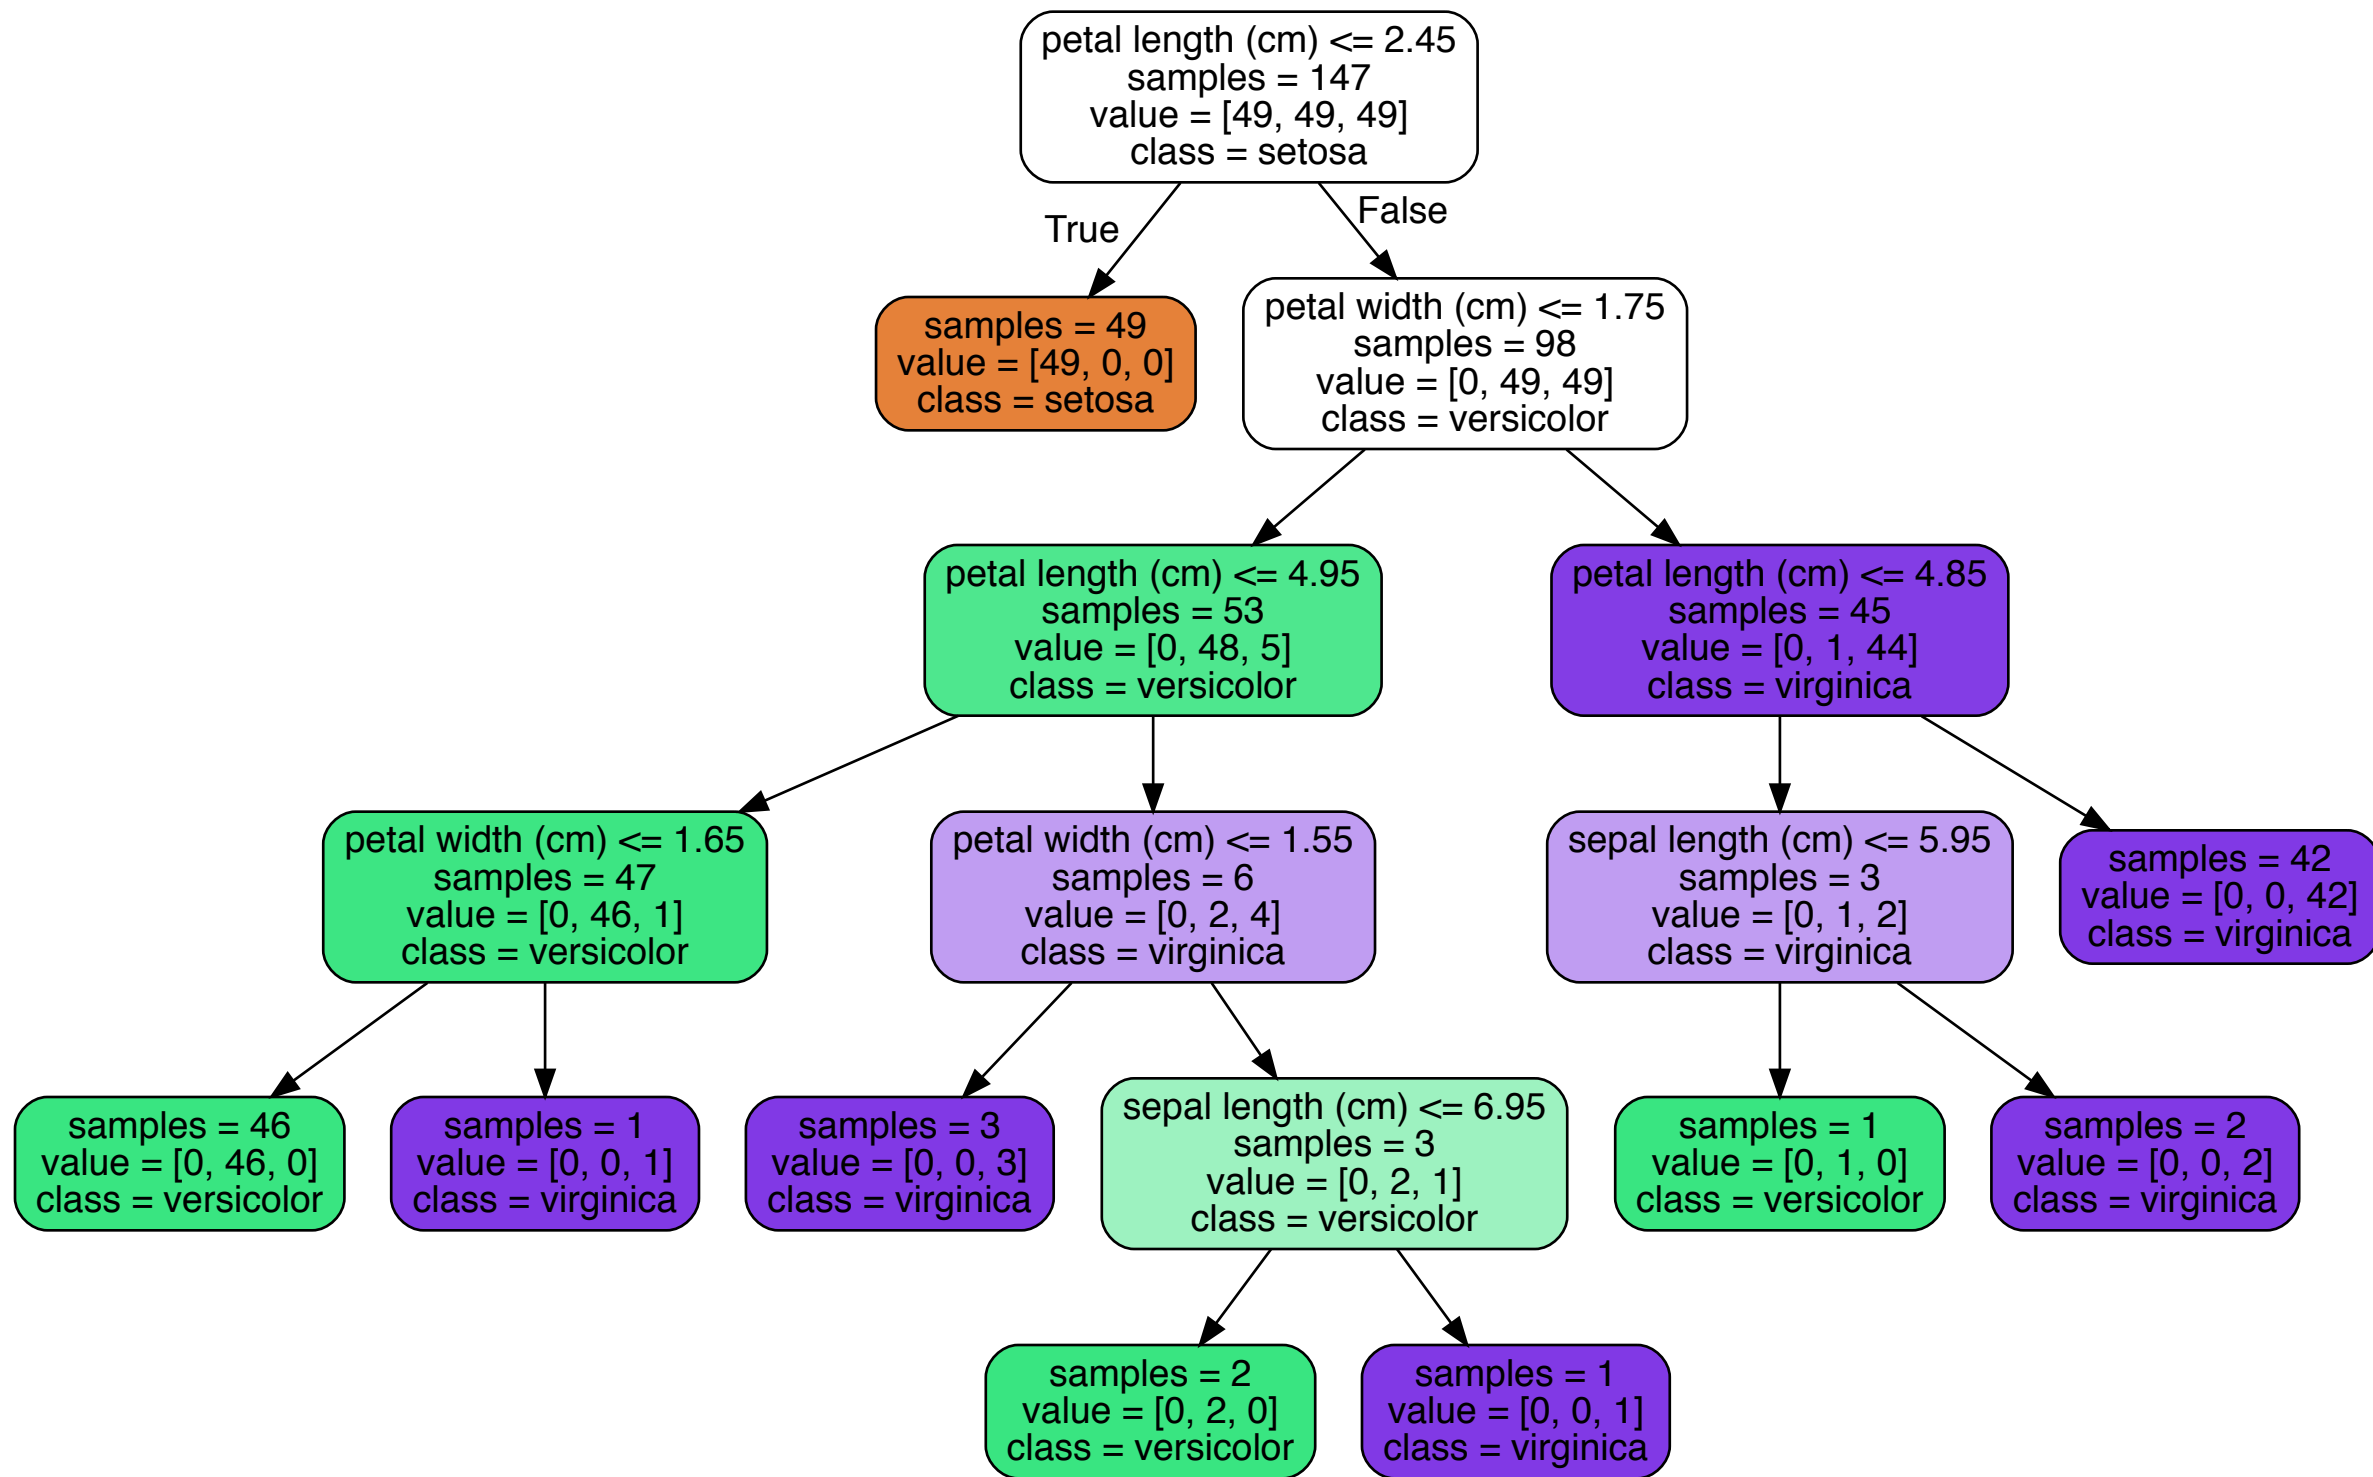 petal length (cm) <= 2.45
samples = 147
value = [49, 49, 49]
class = setosa
True
False
samples = 49
value = [49, 0, 0]
class = setosa
petal width (cm) <= 1.75
samples = 98
value = [0, 49, 49]
class = versicolor
petal length (cm) <= 4.95
samples = 53
value = [0, 48, 5]
class = versicolor
petal length (cm) <= 4.85
samples = 45
value = [0, 1, 44]
class = virginica
petal width (cm) <= 1.65
samples = 47
value = [0, 46, 1]
class = versicolor
petal width (cm) <= 1.55
samples = 6
value = [0, 2, 4]
class = virginica
sepal length (cm) <= 5.95
samples = 3
value = [0, 1, 2]
class = virginica
samples = 42
value = [0, 0, 42]
class = virginica
samples = 46
value = [0, 46, 0]
class = versicolor
samples = 1
value = [0, 0, 1]
class = virginica
samples = 3
value = [0, 0, 3]
class = virginica
sepal length (cm) <= 6.95
samples = 3
value = [0, 2, 1]
class = versicolor
samples = 1
value = [0, 1, 0]
class = versicolor
samples = 2
value = [0, 0, 2]
class = virginica
samples = 2
value = [0, 2, 0]
class = versicolor
samples = 1
value = [0, 0, 1]
class = virginica